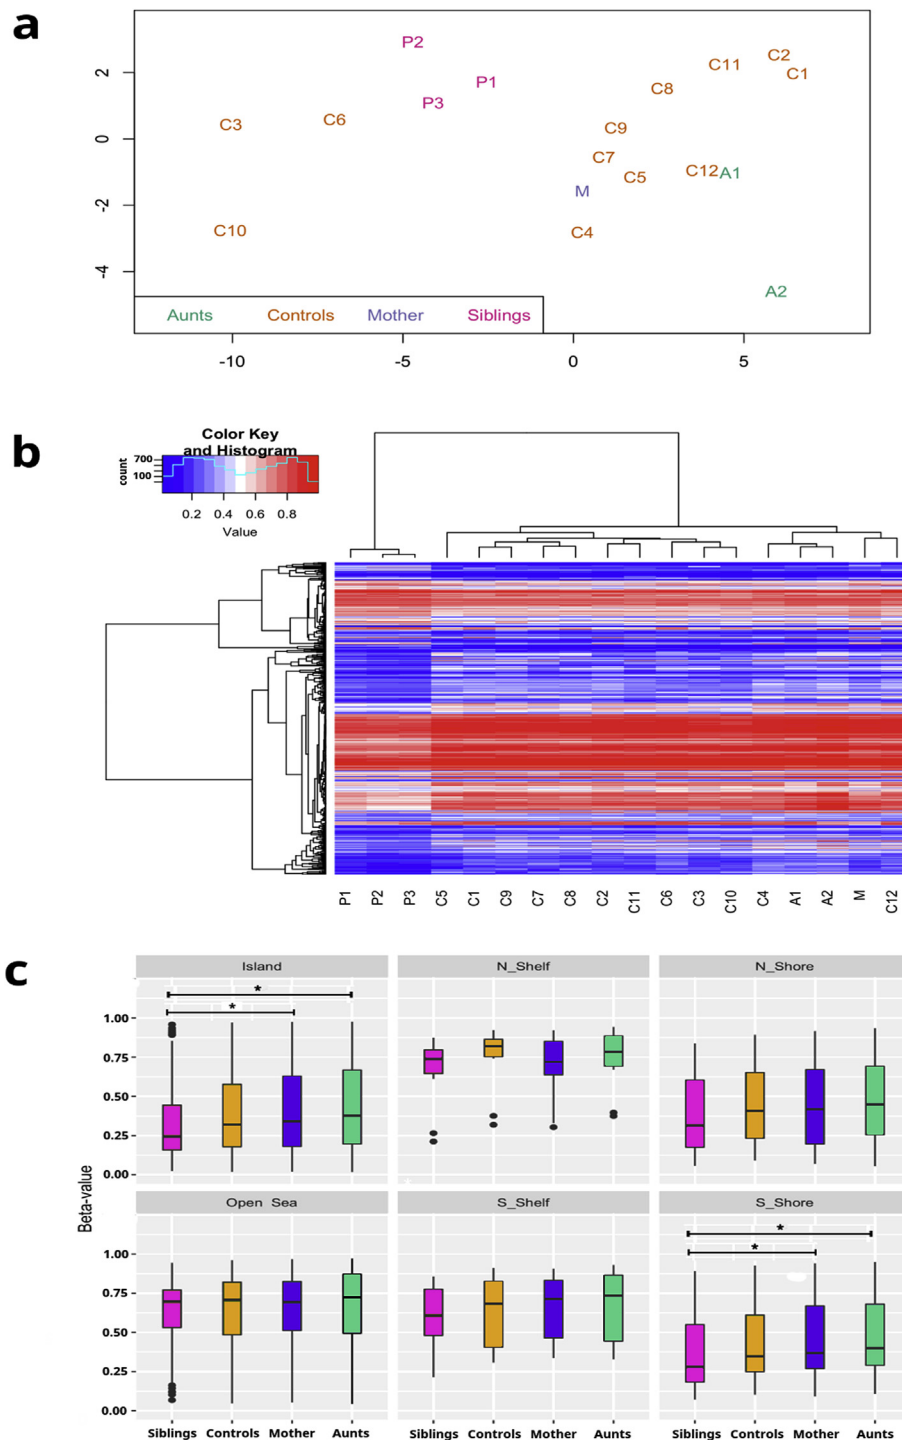 a
P2
C2
C11
C1
2
P1
C8
P3
C3
C6
C9
0
C7
C12 A1
C5
M
-2
C10
C4
-4
A2
Aunts Controls Mother Siblings
-10 -5 0 5
b
Color Key
and Histogram
700
100
count
0.2 0.4 0.6 0.8
Value
P1 P2 P3 C5 C1 C9 C7 C8 C2 C11 C6 C3 C10 C4 A1 A2 M C12
c
Island N_Shelf N_Shore
* 
*
1.00
0.75
0.50
0.25
0.00
Beta-value
Open Sea S_Shelf S_Shore
*
*
1.00
0.75
0.50
0.25
0.00
Siblings Controls Mother Aunts Siblings Controls Mother Aunts Siblings Controls Mother Aunts